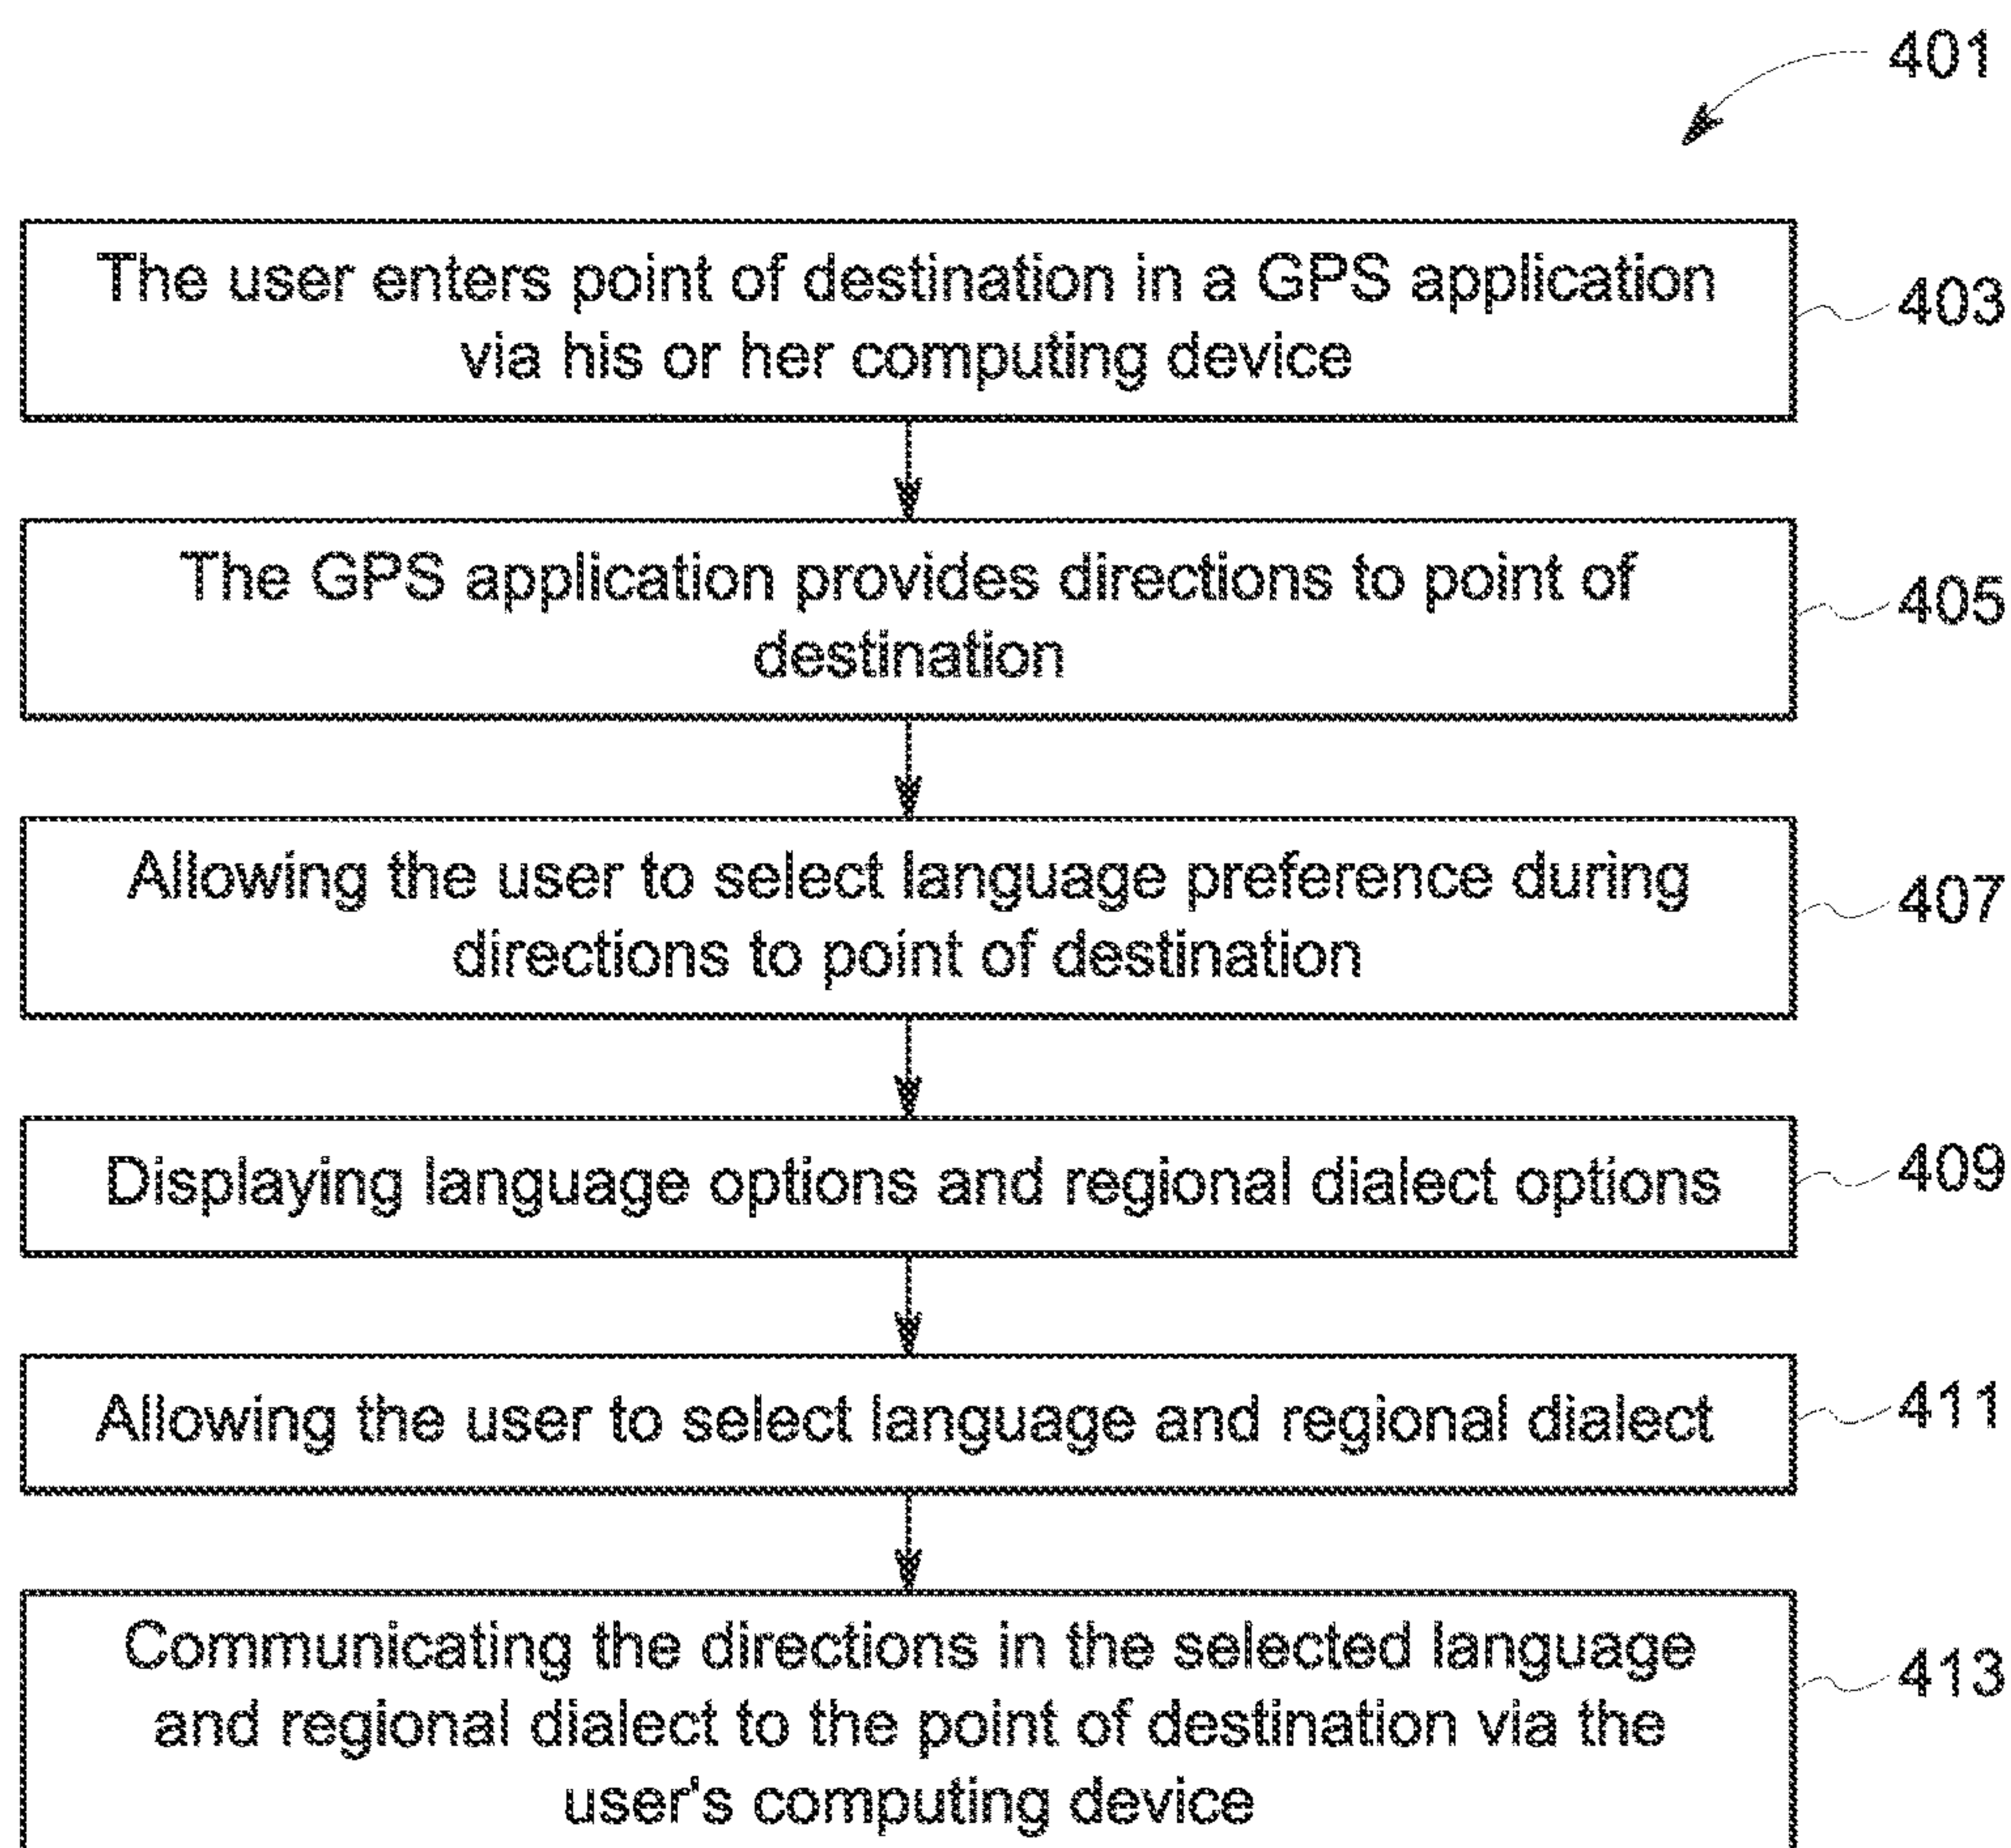 401
The user enters point of destination in a GPS application
via his or her computing device
403
The GPS application provides directions to point of
destination
405
Allowing the user to select language preference during
directions to point of destination
407
Displaying language options and regional dialect options
409
Allowing the user to select language and regional dialect
411
Communicating the directions in the selected language
and regional dialect to the point of destination via the
user's computing device
413